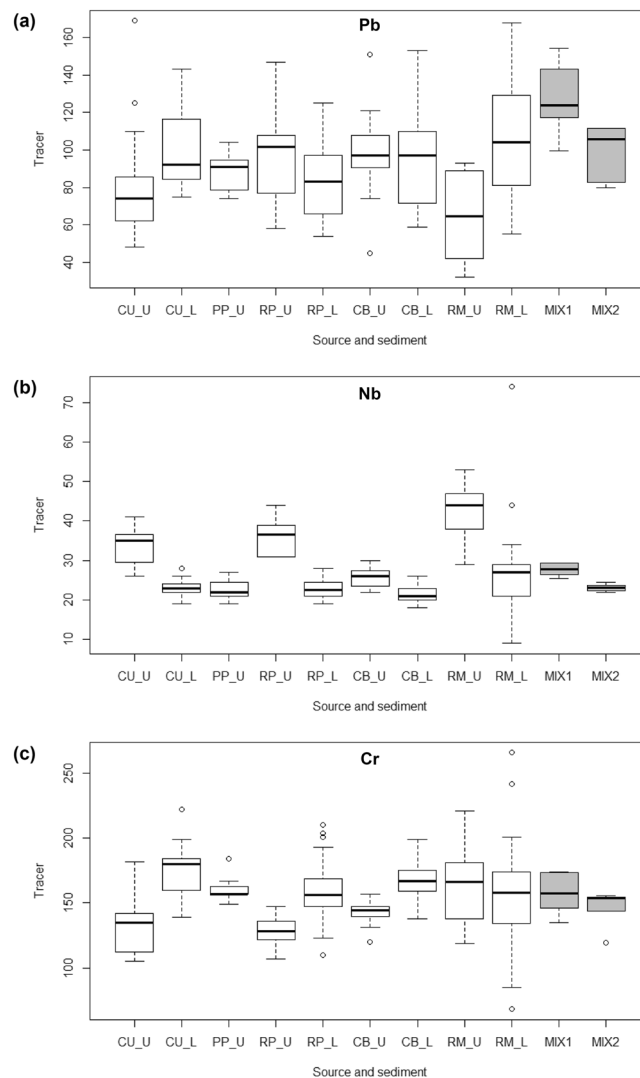 (a)
Pb
160
140
120
100
80
60
40
Tracer
CU_U CU_L PP_U RP_U RP_L CB_U CB_L RM_U RM_L MIX1 MIX2
Source and sediment
(b)
Nb
70
60
50
40
30
20
10
Tracer
CU_U CU_L PP_U RP_U RP_L CB_U CB_L RM_U RM_L MIX1 MIX2
Source and sediment
(c)
Cr
250
200
150
100
Tracer
CU_U CU_L PP_U RP_U RP_L CB_U CB_L RM_U RM_L MIX1 MIX2
Source and sediment